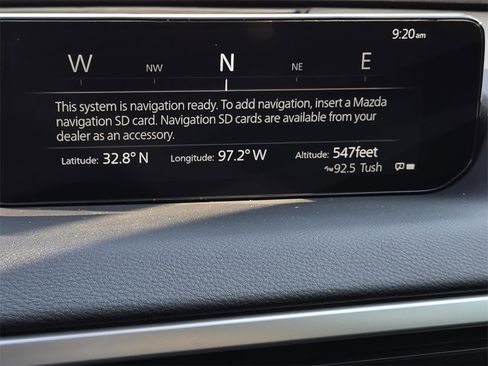 9:20am
W NW N NE E
This system is navigation ready. To add navigation, insert a Mazda
navigation SD card. Navigation SD cards are available from your
dealer as an accessory.
Latitude: 32.8° N Longitude: 97.2° W Altitude: 547feet
92.5 Tush